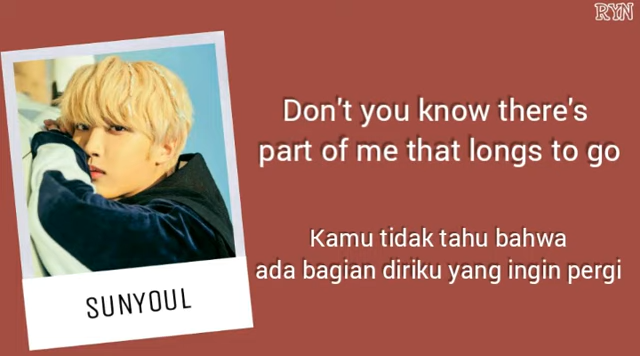 RYN
Don't you know there's
part of me that longs to go
Kamu tidak tahu bahwa
ada bagian diriku yang ingin pergi
SUNYOUL